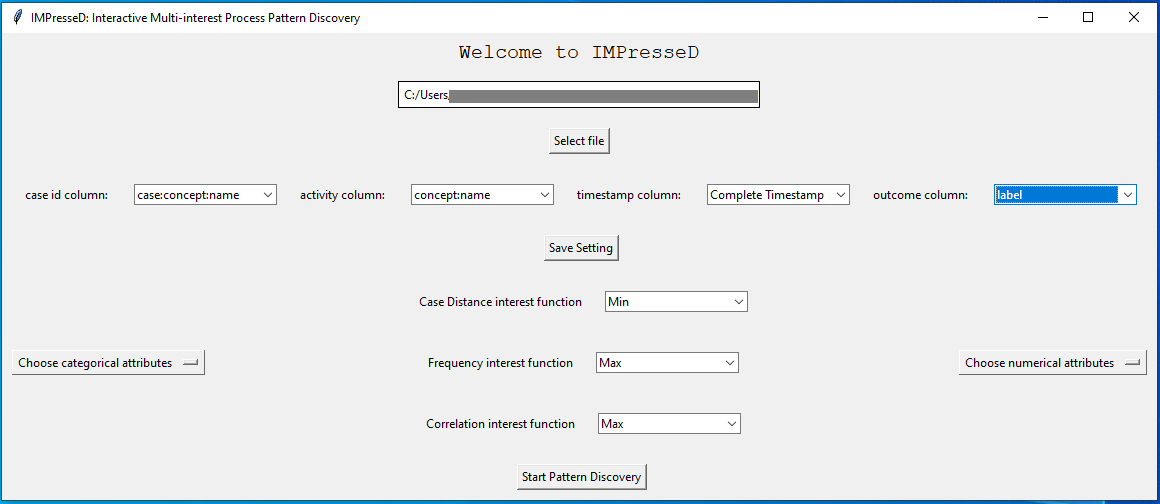 IMPresseD: Interactive Multi-interest Process Pattern Discovery
Welcome to IMPresseD
C:/Users
Select file
case id column: case:concept:name activity column: concept:name timestamp column: Complete Timestamp outcome column: label
Save Setting
Case Distance interest function Min
Choose categorical attributes Frequency interest function Max Choose numerical attributes
Correlation interest function Max
Start Pattern Discovery